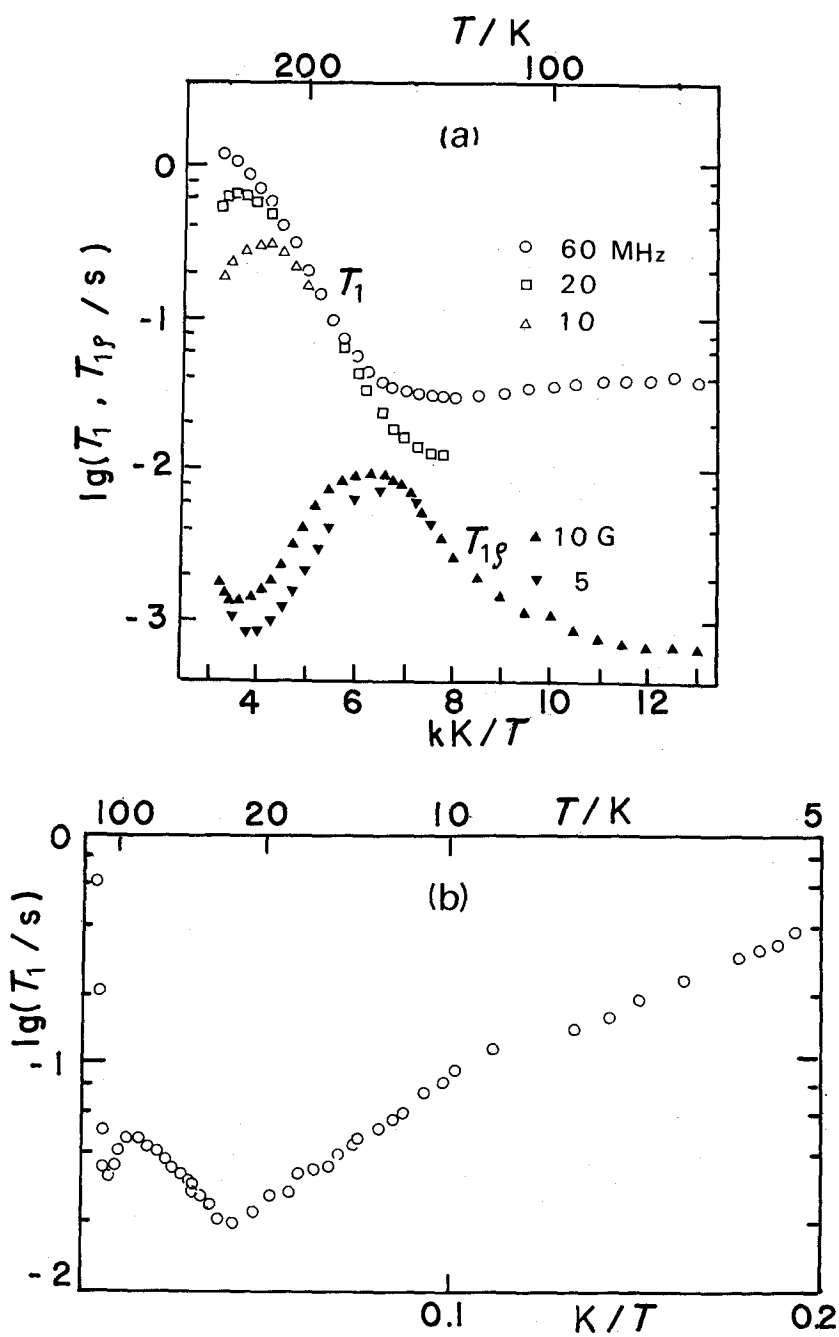 T / K
200 100
(a)
0
-1
-2
-3
lg(T₁ , T₁ρ / s)
T₁
○ 60 MHz
□ 20
△ 10
T₁ρ
▲ 10 G
▼ 5
4 6 8 10 12
kK/T
100 20 10 T/K 5
0
-1
-2
, lg(T₁ /s)
(b)
0.1 K/T 0.2